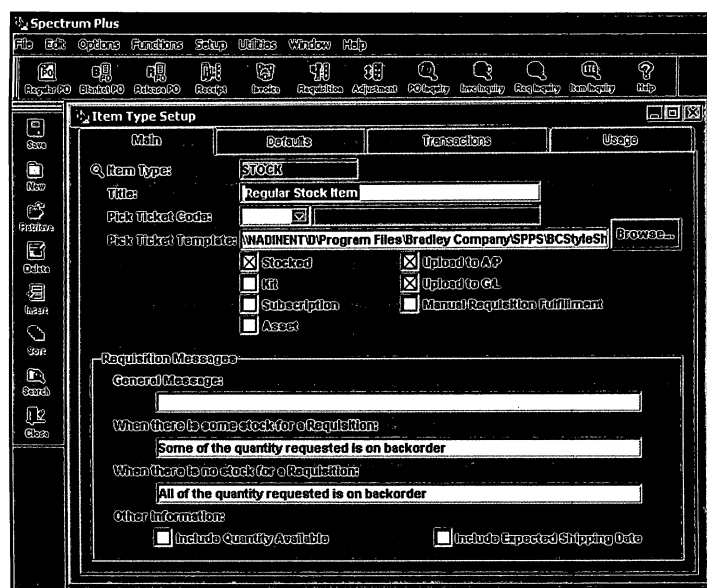 Spectrum Plus
File Edit Options Functions Setup Utilities Window Help
Regular PO Blanket PO Release PO Receipt Invoice Requisition Adjustment PO Inquiry Invc Inquiry Req Inquiry Item Inquiry Help
Item Type Setup
Main Defaults Transactions Usage
Save
New
Retrieve
Delete
Insert
Sort
Search
Close
Item Type: STOCK
Title: Regular Stock Item
Pick Ticket Code:
Pick Ticket Template: \\NADINENT\D\Program Files\Bradley Company\SPPS\BCStyleSh Browse...
Stocked Upload to A/P
Kit Upload to G/L
Subscription Manual Requisition Fulfillment
Asset
Requisition Messages
General Message:
When there is some stock for a Requisition:
Some of the quantity requested is on backorder
When there is no stock for a Requisition:
All of the quantity requested is on backorder
Other Information:
Include Quantity Available Include Expected Shipping Date